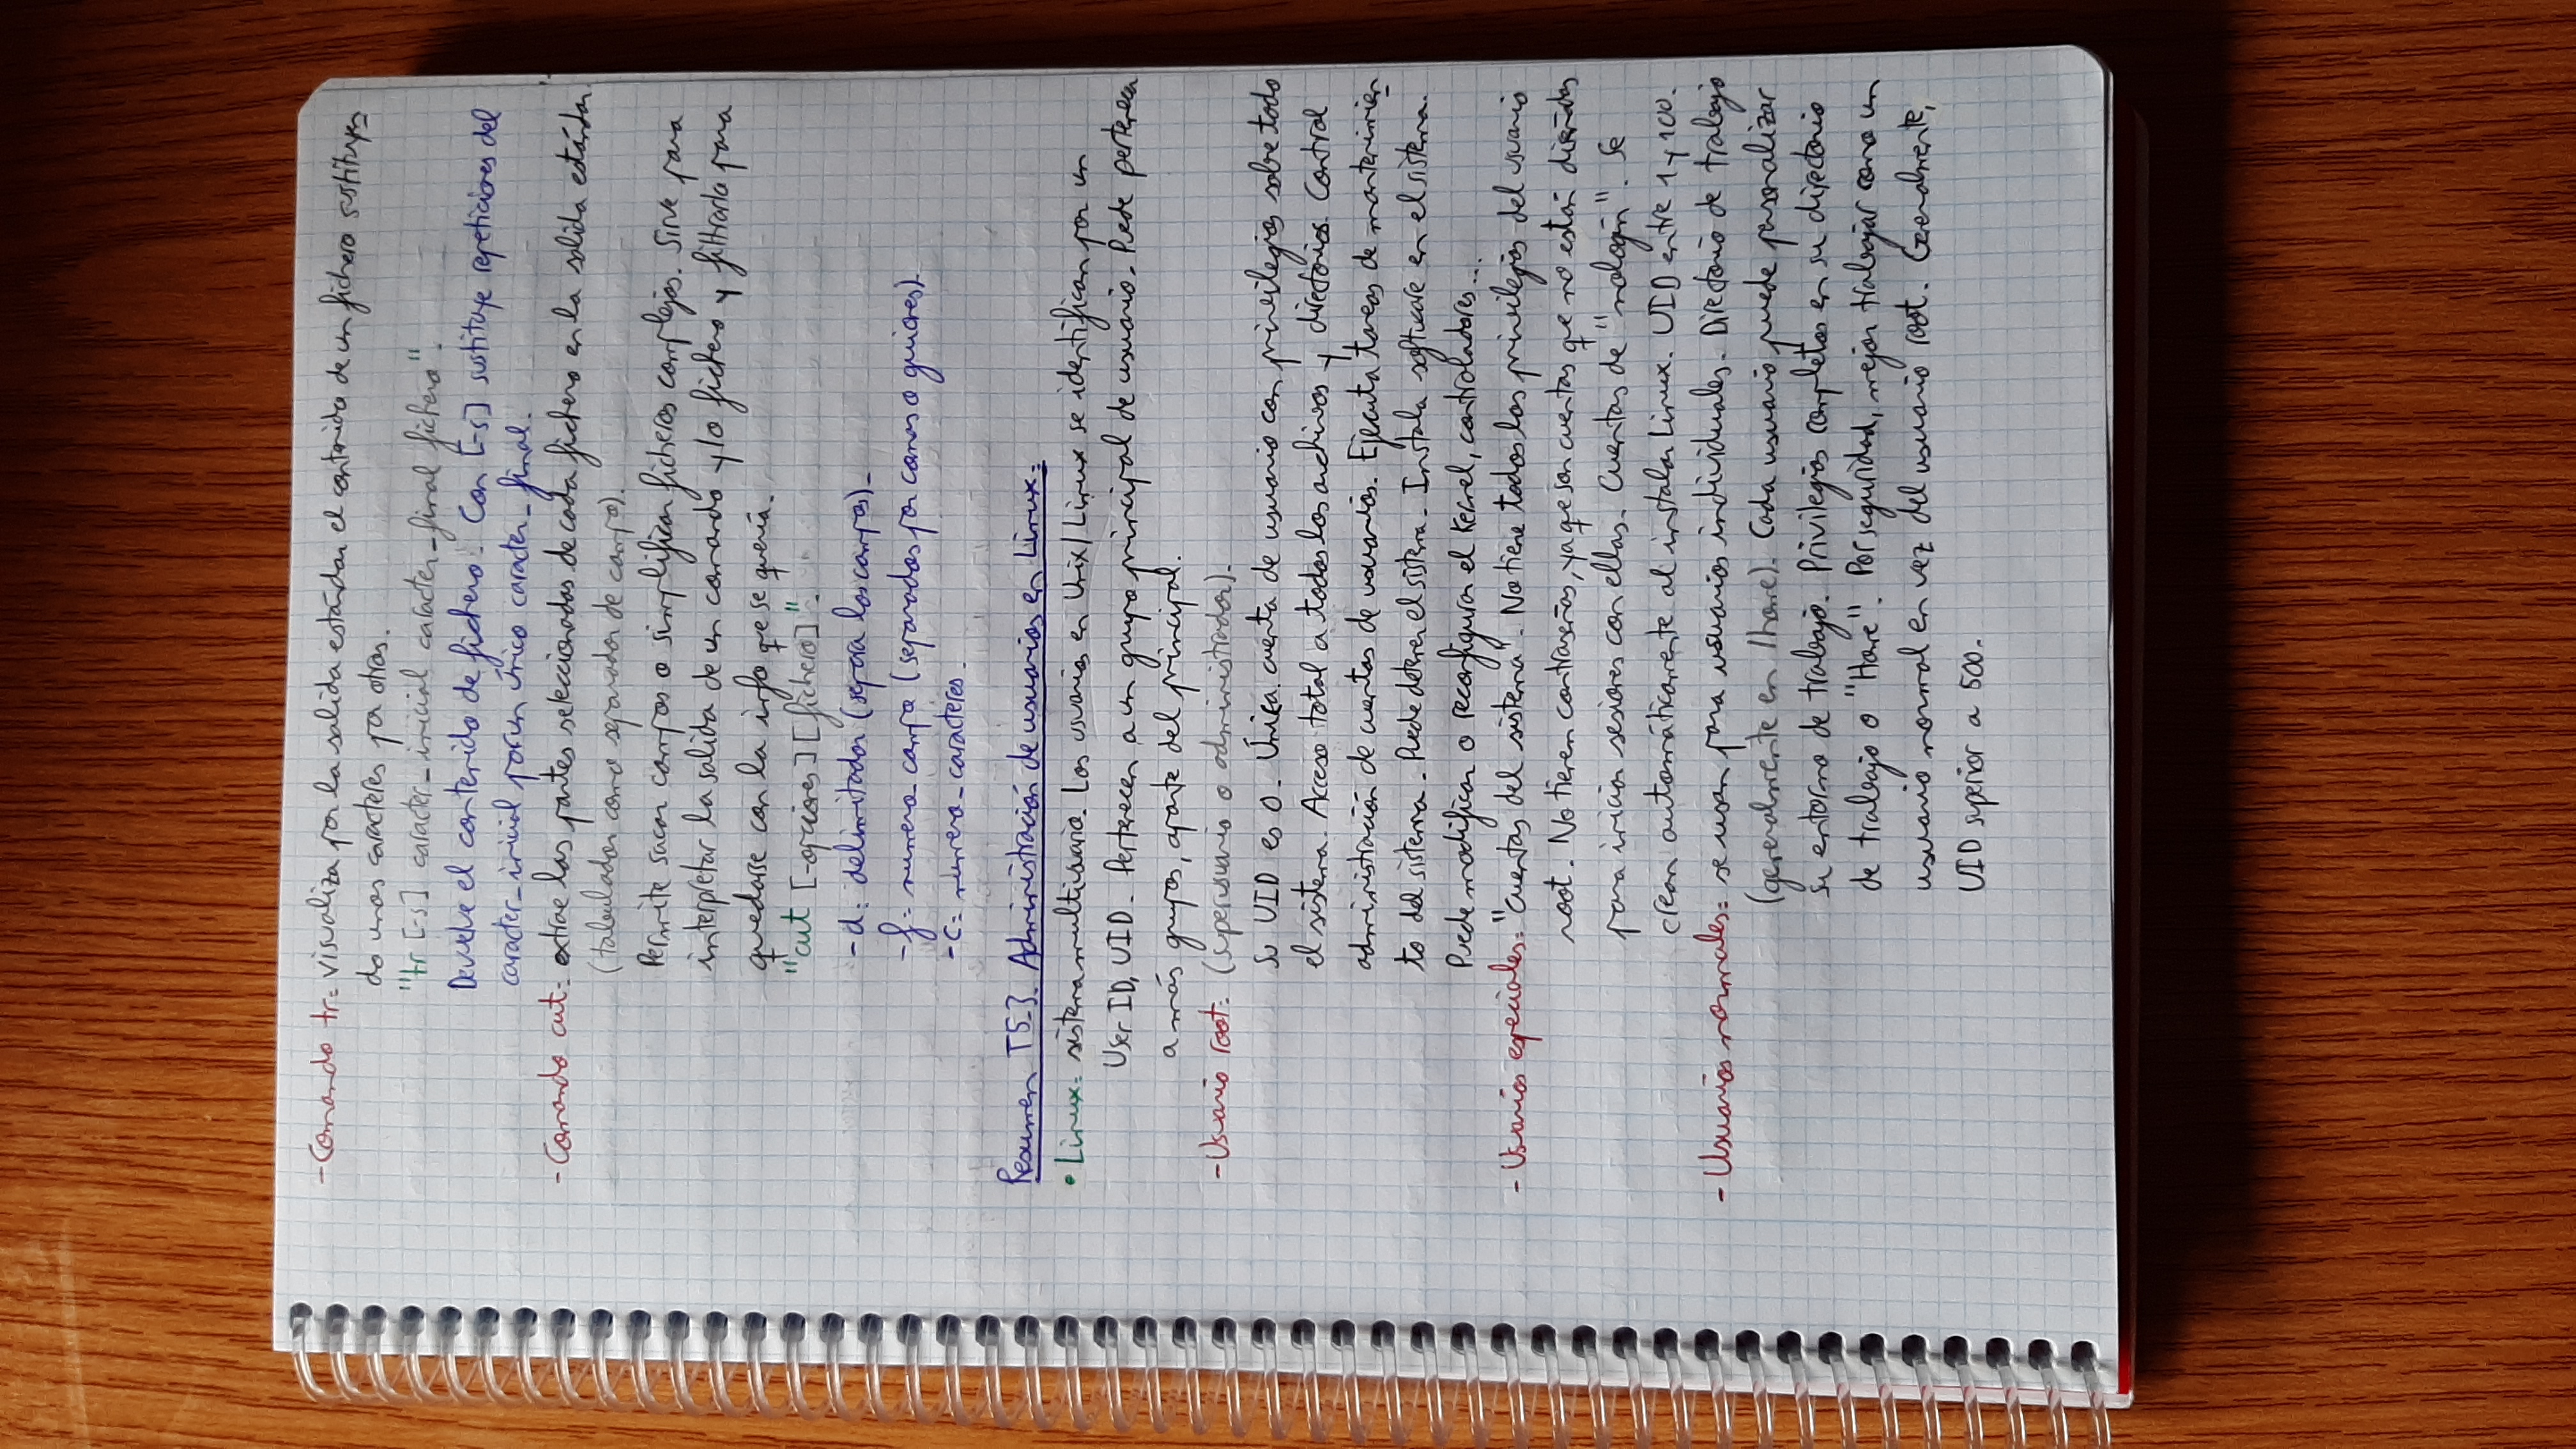 - Comando tr: visualiza por la salida estándar el contenido de un fichero sustituyen
do unos caracteres por otros.
"tr [-s] caracter_inicial caracter_final fichero".
Devuelve el contenido de fichero. Con [-s] sustituye repeticiones del
caracter_inicial por un único caracter_final.
- Comando cut: extrae las partes seleccionadas de cada fichero en la salida estándar.
(tabulador como separador de campo).
Permite sacar campos o simplificar ficheros complejos. Sirve para
interpretar la salida de un comando y/o fichero y filtrarla para
quedarse con la info que se quería.
"cut [-opciones][fichero]".
-d: delimitador (separa los campos).
-f: numero_campo (separados por comas o guiones).
-c: numero_caracteres.
Resumen T5.3. Administración de usuarios en Linux:
• Linux: sistema multiusuario. Los usuarios en Unix/Linux se identifican por un
User ID, UID. Pertenecen a un grupo principal de usuario. Puede pertenecer
a más grupos, aparte del principal.
- Usuario root: (superusuario o administrador).
Su UID es 0. Única cuenta de usuario con privilegios sobre todo
el sistema. Acceso total a todos los archivos y directorios. Control
administración de cuentas de usuarios. Ejecuta tareas de mantenimien
to del sistema. Puede detener el sistema. Instala software en el sistema.
Puede modificar o reconfigurar el Kernel, controladores...
- Usuarios especiales: "cuentas del sistema". No tiene todos los privilegios del usuario
root. No tienen contraseñas, ya que son cuentas que no están diseñadas
para iniciar sesiones con ellas. Cuentas de "nologin". Se
crean automáticamente al instalar Linux. UID entre 1 y 100.
- Usuarios normales: se usan para usuarios individuales. Directorio de trabajo
(generalmente en /home). Cada usuario puede personalizar
su entorno de trabajo. Privilegios completos en su directorio
de trabajo o "Home". Por seguridad, mejor trabajar como un
usuario normal en vez del usuario root. Generalmente,
UID superior a 500.